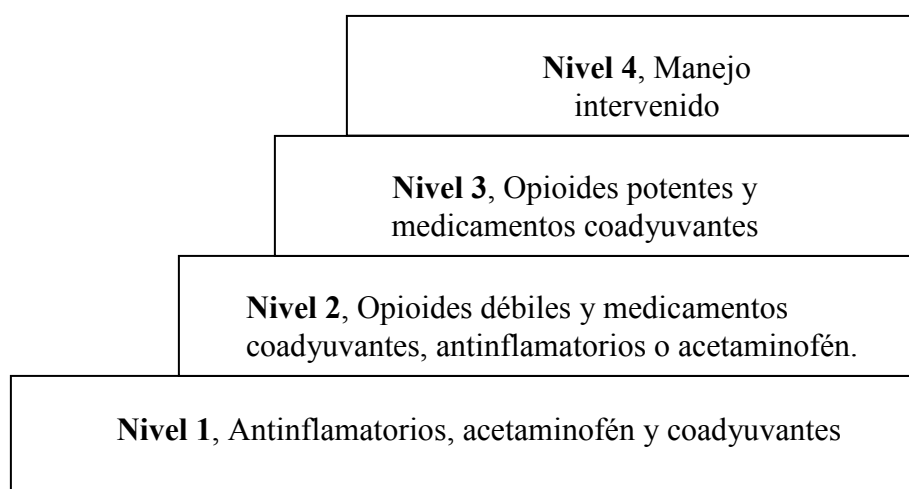 Nivel 4, Manejo
intervenido
Nivel 3, Opioides potentes y
medicamentos coadyuvantes
Nivel 2, Opioides débiles y medicamentos
coadyuvantes, antinflamatorios o acetaminofén.
Nivel 1, Antinflamatorios, acetaminofén y coadyuvantes